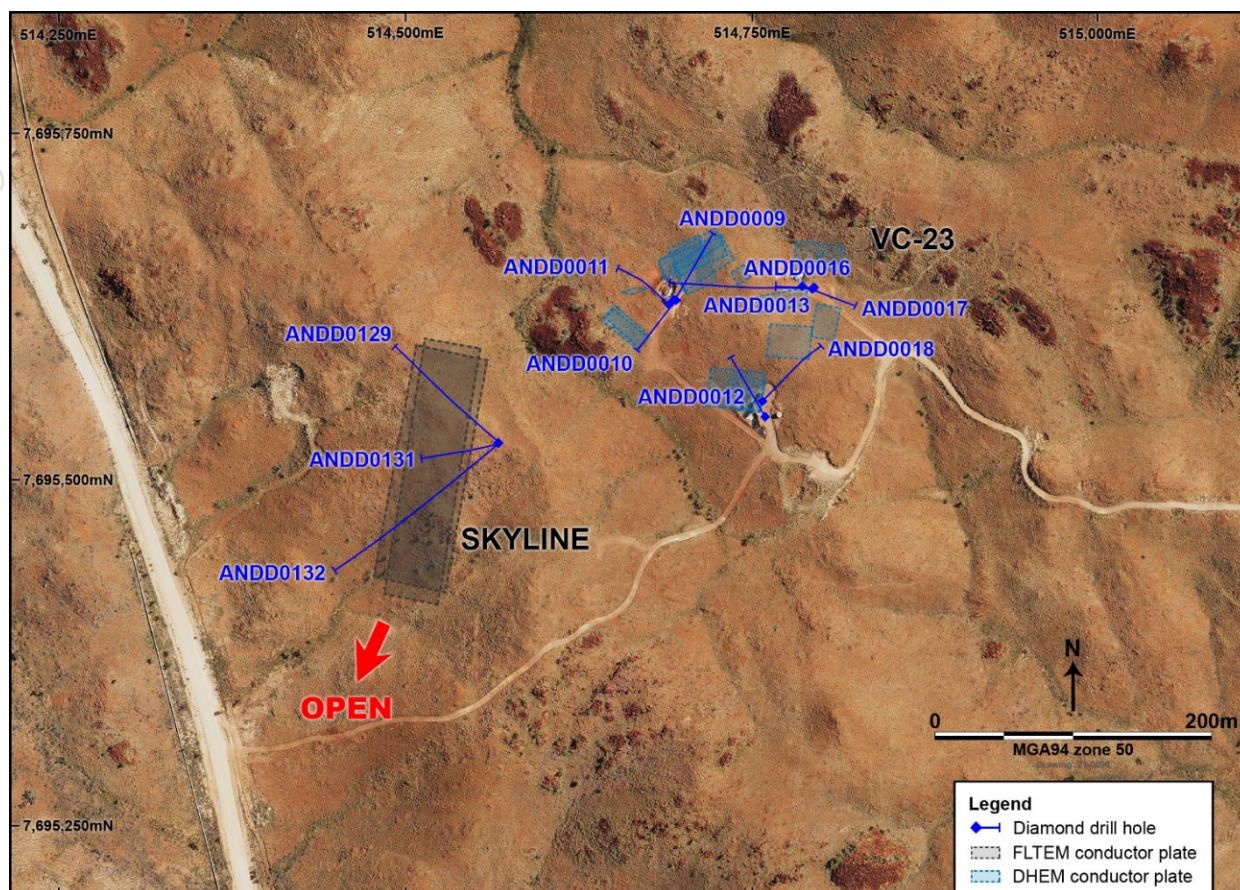 514,250mE
514,500mE
514,750mE
515,000mE
7,695,750mN
ANDD0009
VC-23
ANDD0011
ANDD0016
ANDD0013
ANDD0017
ANDD0129
ANDD0010
ANDD0018
ANDD0012
ANDD0131
7,695,500mN
SKYLINE
ANDD0132
N
OPEN
0 200m
MGA94 zone 50
7,695,250mN
Legend
Diamond drill hole
FLTEM conductor plate
DHEM conductor plate